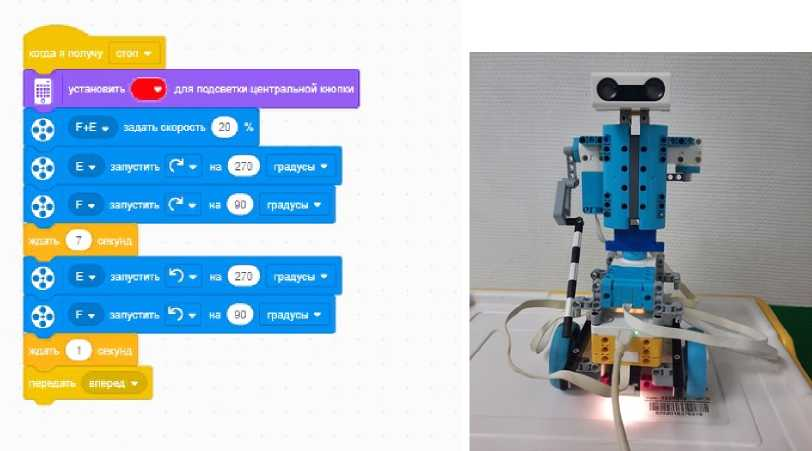 когда я получу стоп
установить для подсветки центральной кнопки
F+E задать скорость 20 %
E запустить на 270 градусы
F запустить на 90 градусы
ждать 7 секунд
E запустить на 270 градусы
F запустить на 90 градусы
ждать 1 секунд
передать вперед